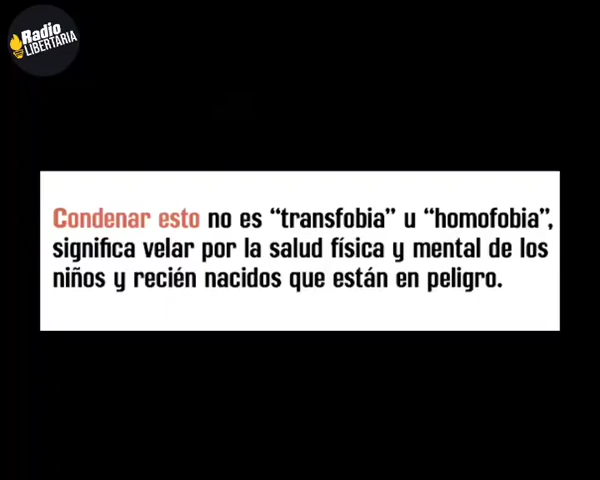 Radio
LIBERTARIA
Condenar esto no es “transfobia” u “homofobia”,
significa velar por la salud física y mental de los
niños y recién nacidos que están en peligro.